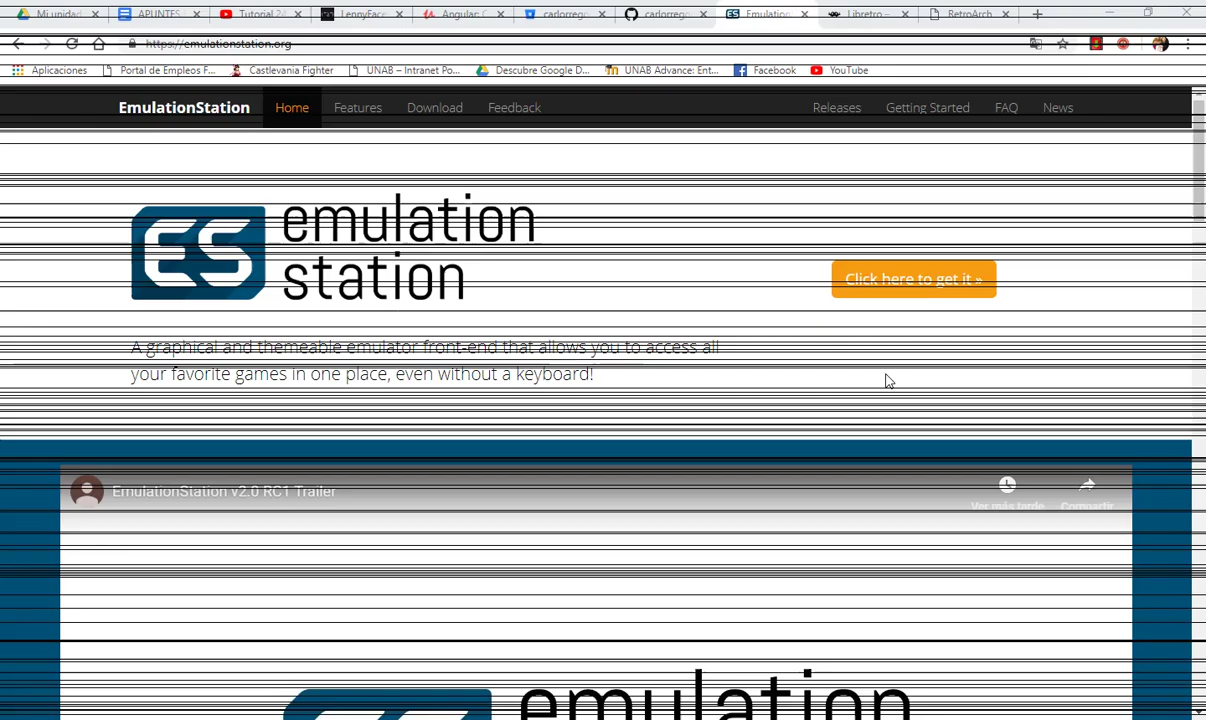 Mi unidad
APUNTES
Tutorial 24
LennyFace
Angular: C
carlorrego
carlorrego
Emulation
Libretro –
RetroArch
https://emulationstation.org
Aplicaciones
Portal de Empleos F...
Castlevania Fighter
UNAB – Intranet Po...
Descubre Google D...
UNAB Advance: Ent...
Facebook
YouTube
EmulationStation Home Features Download Feedback Releases Getting Started FAQ News
ES
emulation
station
Click here to get it »
A graphical and themeable emulator front-end that allows you to access all
your favorite games in one place, even without a keyboard!
EmulationStation v2.0 RC1 Trailer
Ver más tarde
Compartir
emulation